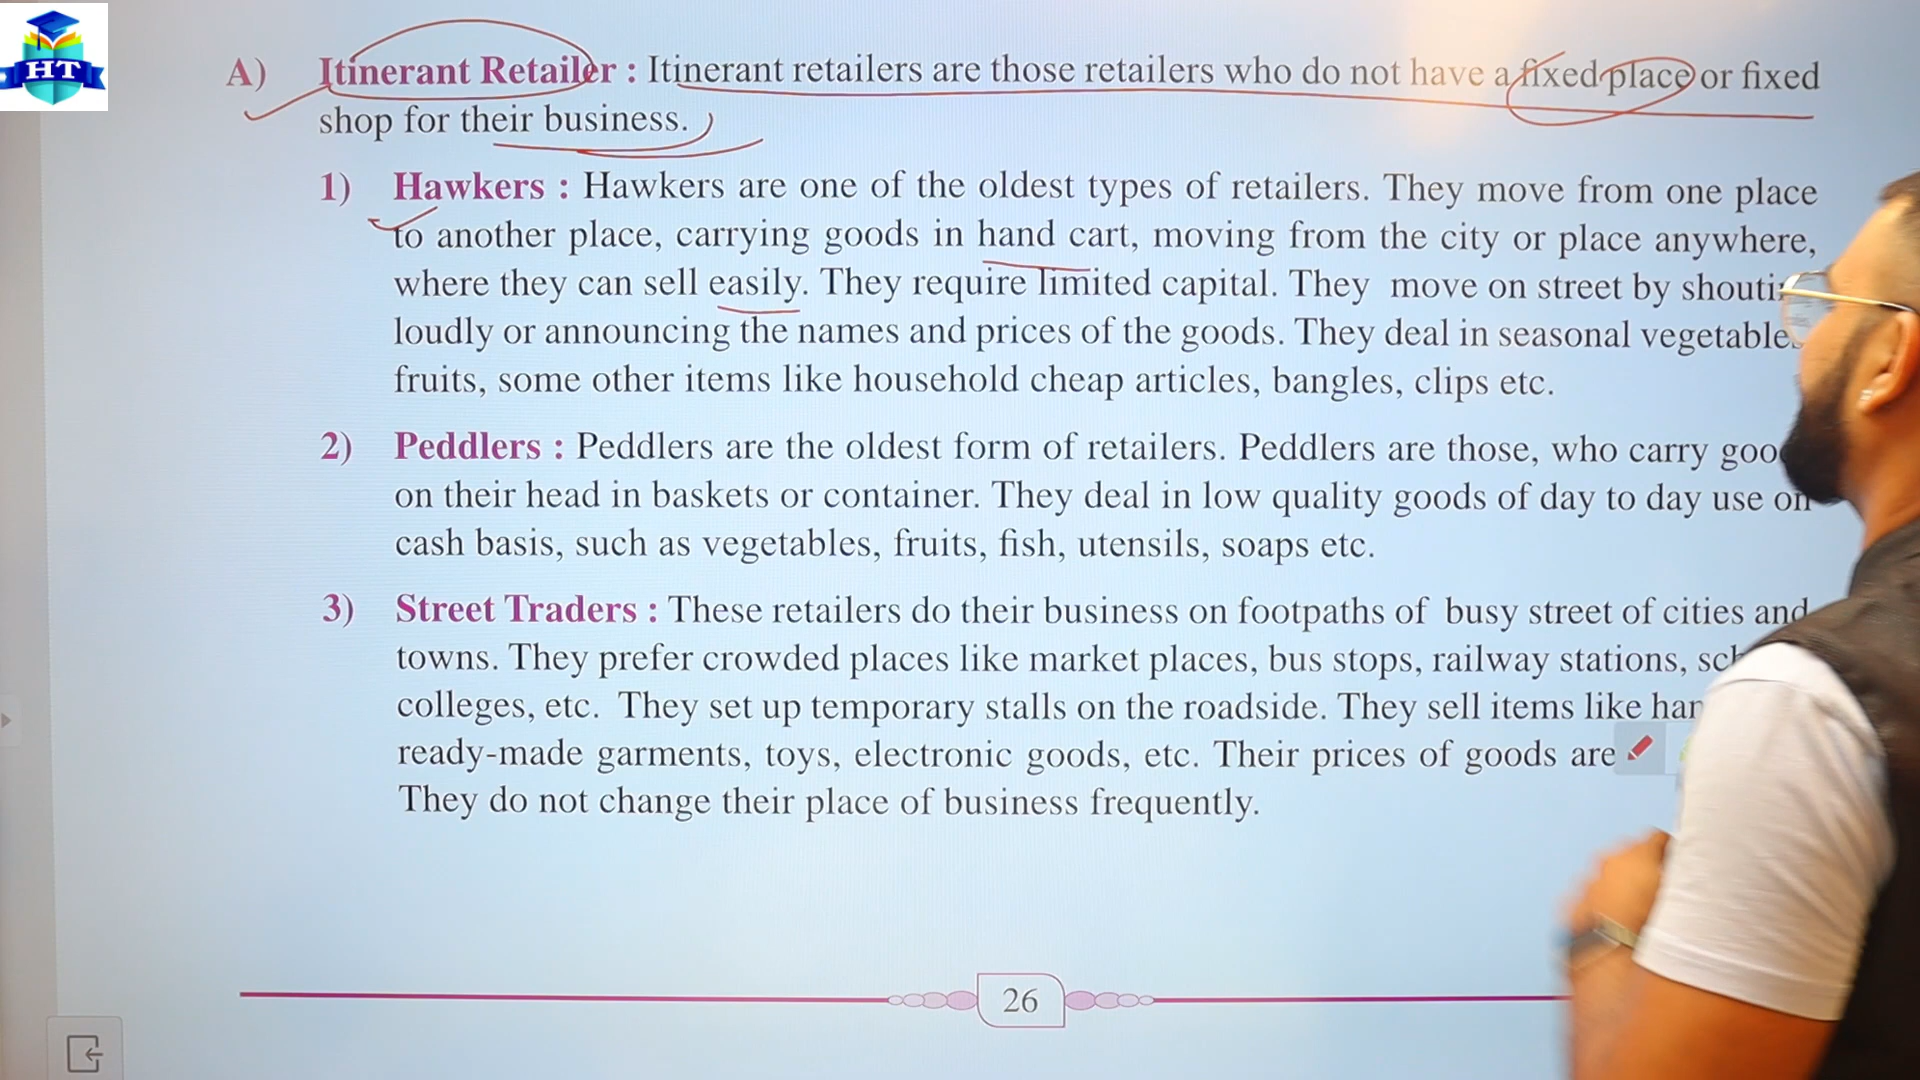 HT
A) Itinerant Retailer : Itinerant retailers are those retailers who do not have a fixed place or fixed
shop for their business.
1) Hawkers : Hawkers are one of the oldest types of retailers. They move from one place
to another place, carrying goods in hand cart, moving from the city or place anywhere,
where they can sell easily. They require limited capital. They move on street by
loudly or announcing the names and prices of the goods. They deal in seasonal
fruits, some other items like household cheap articles, bangles, clips etc.
2) Peddlers : Peddlers are the oldest form of retailers. Peddlers are those, who carry
on their head in baskets or container. They deal in low quality goods of day to day use on
cash basis, such as vegetables, fruits, fish, utensils, soaps etc.
3) Street Traders : These retailers do their business on footpaths of busy street of cities and
towns. They prefer crowded places like market places, bus stops, railway stations,
colleges, etc. They set up temporary stalls on the roadside. They sell items like
ready-made garments, toys, electronic goods, etc. Their prices of goods are
They do not change their place of business frequently.
26